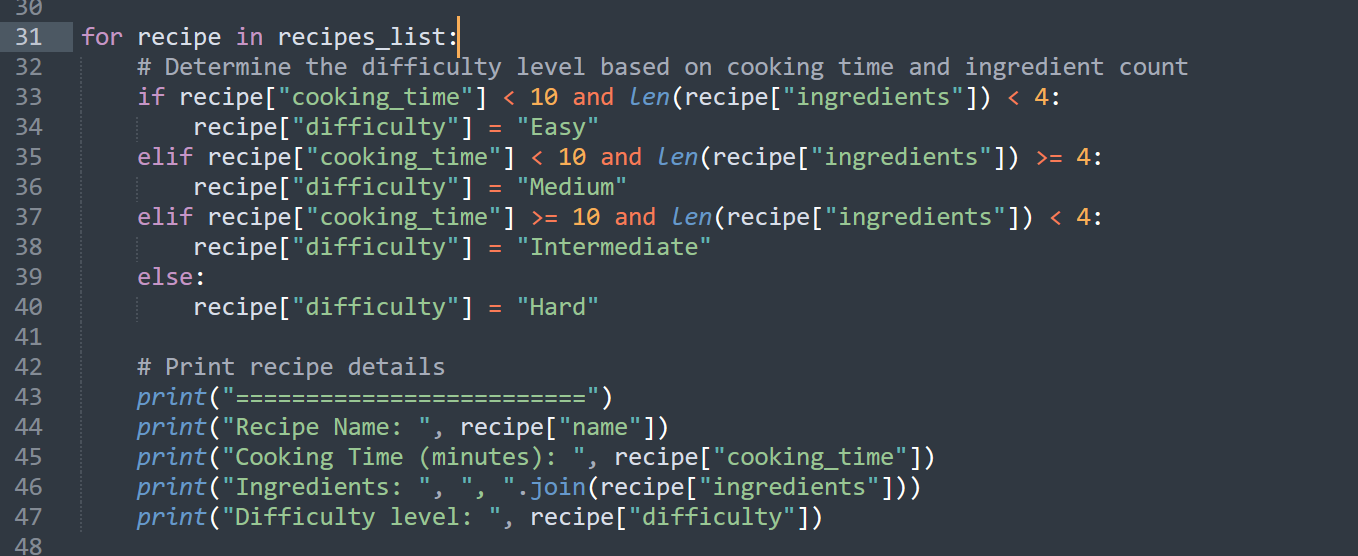 30
31 for recipe in recipes_list:
32     # Determine the difficulty level based on cooking time and ingredient count
33     if recipe["cooking_time"] < 10 and len(recipe["ingredients"]) < 4:
34         recipe["difficulty"] = "Easy"
35     elif recipe["cooking_time"] < 10 and len(recipe["ingredients"]) >= 4:
36         recipe["difficulty"] = "Medium"
37     elif recipe["cooking_time"] >= 10 and len(recipe["ingredients"]) < 4:
38         recipe["difficulty"] = "Intermediate"
39     else:
40         recipe["difficulty"] = "Hard"
41
42     # Print recipe details
43     print("=========================")
44     print("Recipe Name: ", recipe["name"])
45     print("Cooking Time (minutes): ", recipe["cooking_time"])
46     print("Ingredients: ", ", ".join(recipe["ingredients"]))
47     print("Difficulty level: ", recipe["difficulty"])
48